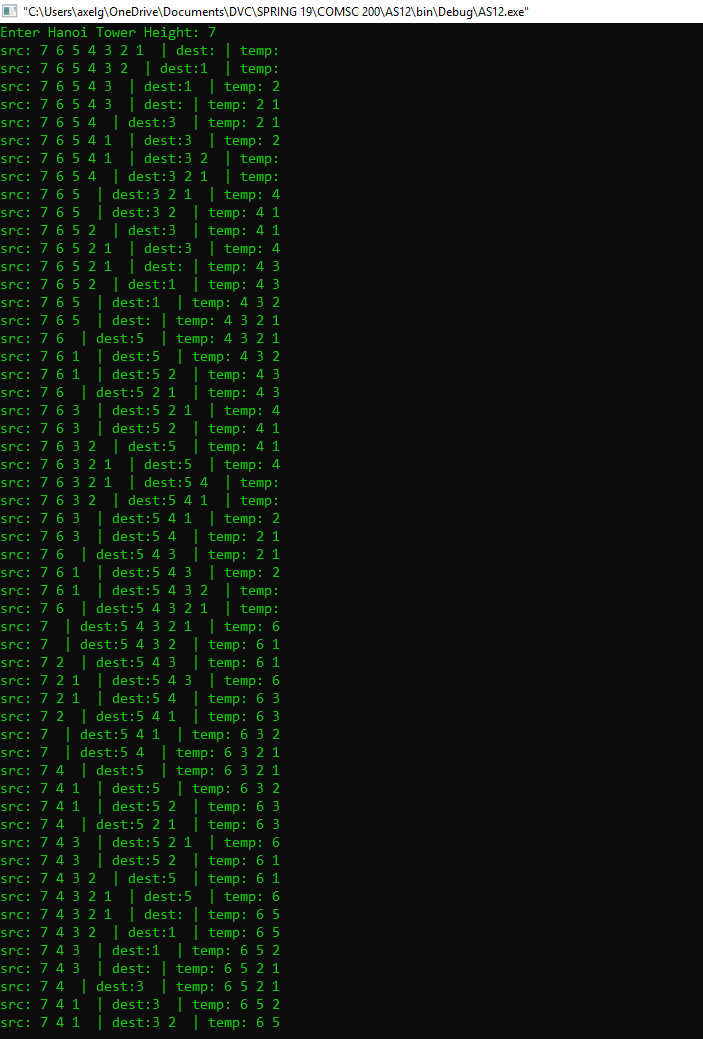 "C:\Users\axelg\OneDrive\Documents\DVC\SPRING 19\COMSC 200\AS12\bin\Debug\AS12.exe"
Enter Hanoi Tower Height: 7
src: 7 6 5 4 3 2 1  | dest: | temp:
src: 7 6 5 4 3 2  | dest:1  | temp:
src: 7 6 5 4 3  | dest:1  | temp: 2
src: 7 6 5 4 3  | dest: | temp: 2 1
src: 7 6 5 4  | dest:3  | temp: 2 1
src: 7 6 5 4 1  | dest:3  | temp: 2
src: 7 6 5 4 1  | dest:3 2  | temp:
src: 7 6 5 4  | dest:3 2 1  | temp:
src: 7 6 5  | dest:3 2 1  | temp: 4
src: 7 6 5  | dest:3 2  | temp: 4 1
src: 7 6 5 2  | dest:3  | temp: 4 1
src: 7 6 5 2 1  | dest:3  | temp: 4
src: 7 6 5 2 1  | dest: | temp: 4 3
src: 7 6 5 2  | dest:1  | temp: 4 3
src: 7 6 5  | dest:1  | temp: 4 3 2
src: 7 6 5  | dest: | temp: 4 3 2 1
src: 7 6  | dest:5  | temp: 4 3 2 1
src: 7 6 1  | dest:5  | temp: 4 3 2
src: 7 6 1  | dest:5 2  | temp: 4 3
src: 7 6  | dest:5 2 1  | temp: 4 3
src: 7 6 3  | dest:5 2 1  | temp: 4
src: 7 6 3  | dest:5 2  | temp: 4 1
src: 7 6 3 2  | dest:5  | temp: 4 1
src: 7 6 3 2 1  | dest:5  | temp: 4
src: 7 6 3 2 1  | dest:5 4  | temp:
src: 7 6 3 2  | dest:5 4 1  | temp:
src: 7 6 3  | dest:5 4 1  | temp: 2
src: 7 6 3  | dest:5 4  | temp: 2 1
src: 7 6  | dest:5 4 3  | temp: 2 1
src: 7 6 1  | dest:5 4 3  | temp: 2
src: 7 6 1  | dest:5 4 3 2  | temp:
src: 7 6  | dest:5 4 3 2 1  | temp:
src: 7  | dest:5 4 3 2 1  | temp: 6
src: 7  | dest:5 4 3 2  | temp: 6 1
src: 7 2  | dest:5 4 3  | temp: 6 1
src: 7 2 1  | dest:5 4 3  | temp: 6
src: 7 2 1  | dest:5 4  | temp: 6 3
src: 7 2  | dest:5 4 1  | temp: 6 3
src: 7  | dest:5 4 1  | temp: 6 3 2
src: 7  | dest:5 4  | temp: 6 3 2 1
src: 7 4  | dest:5  | temp: 6 3 2 1
src: 7 4 1  | dest:5  | temp: 6 3 2
src: 7 4 1  | dest:5 2  | temp: 6 3
src: 7 4  | dest:5 2 1  | temp: 6 3
src: 7 4 3  | dest:5 2 1  | temp: 6
src: 7 4 3  | dest:5 2  | temp: 6 1
src: 7 4 3 2  | dest:5  | temp: 6 1
src: 7 4 3 2 1  | dest:5  | temp: 6
src: 7 4 3 2 1  | dest: | temp: 6 5
src: 7 4 3 2  | dest:1  | temp: 6 5
src: 7 4 3  | dest:1  | temp: 6 5 2
src: 7 4 3  | dest: | temp: 6 5 2 1
src: 7 4  | dest:3  | temp: 6 5 2 1
src: 7 4 1  | dest:3  | temp: 6 5 2
src: 7 4 1  | dest:3 2  | temp: 6 5